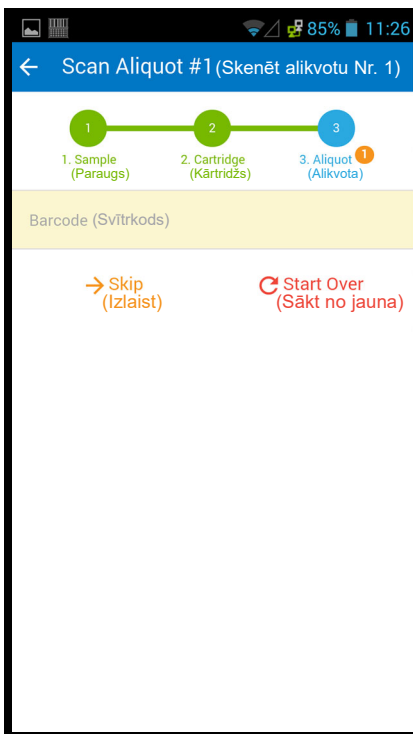 85% 11:26
Scan Aliquot #1(Skenēt alikvotu Nr. 1)
1 2 3
1. Sample 2. Cartridge 3. Aliquot 1
(Paraugs) (Kārtridžs) (Alikvota)
Barcode (Svītrkods)
Skip Start Over
(Izlaist) (Sākt no jauna)